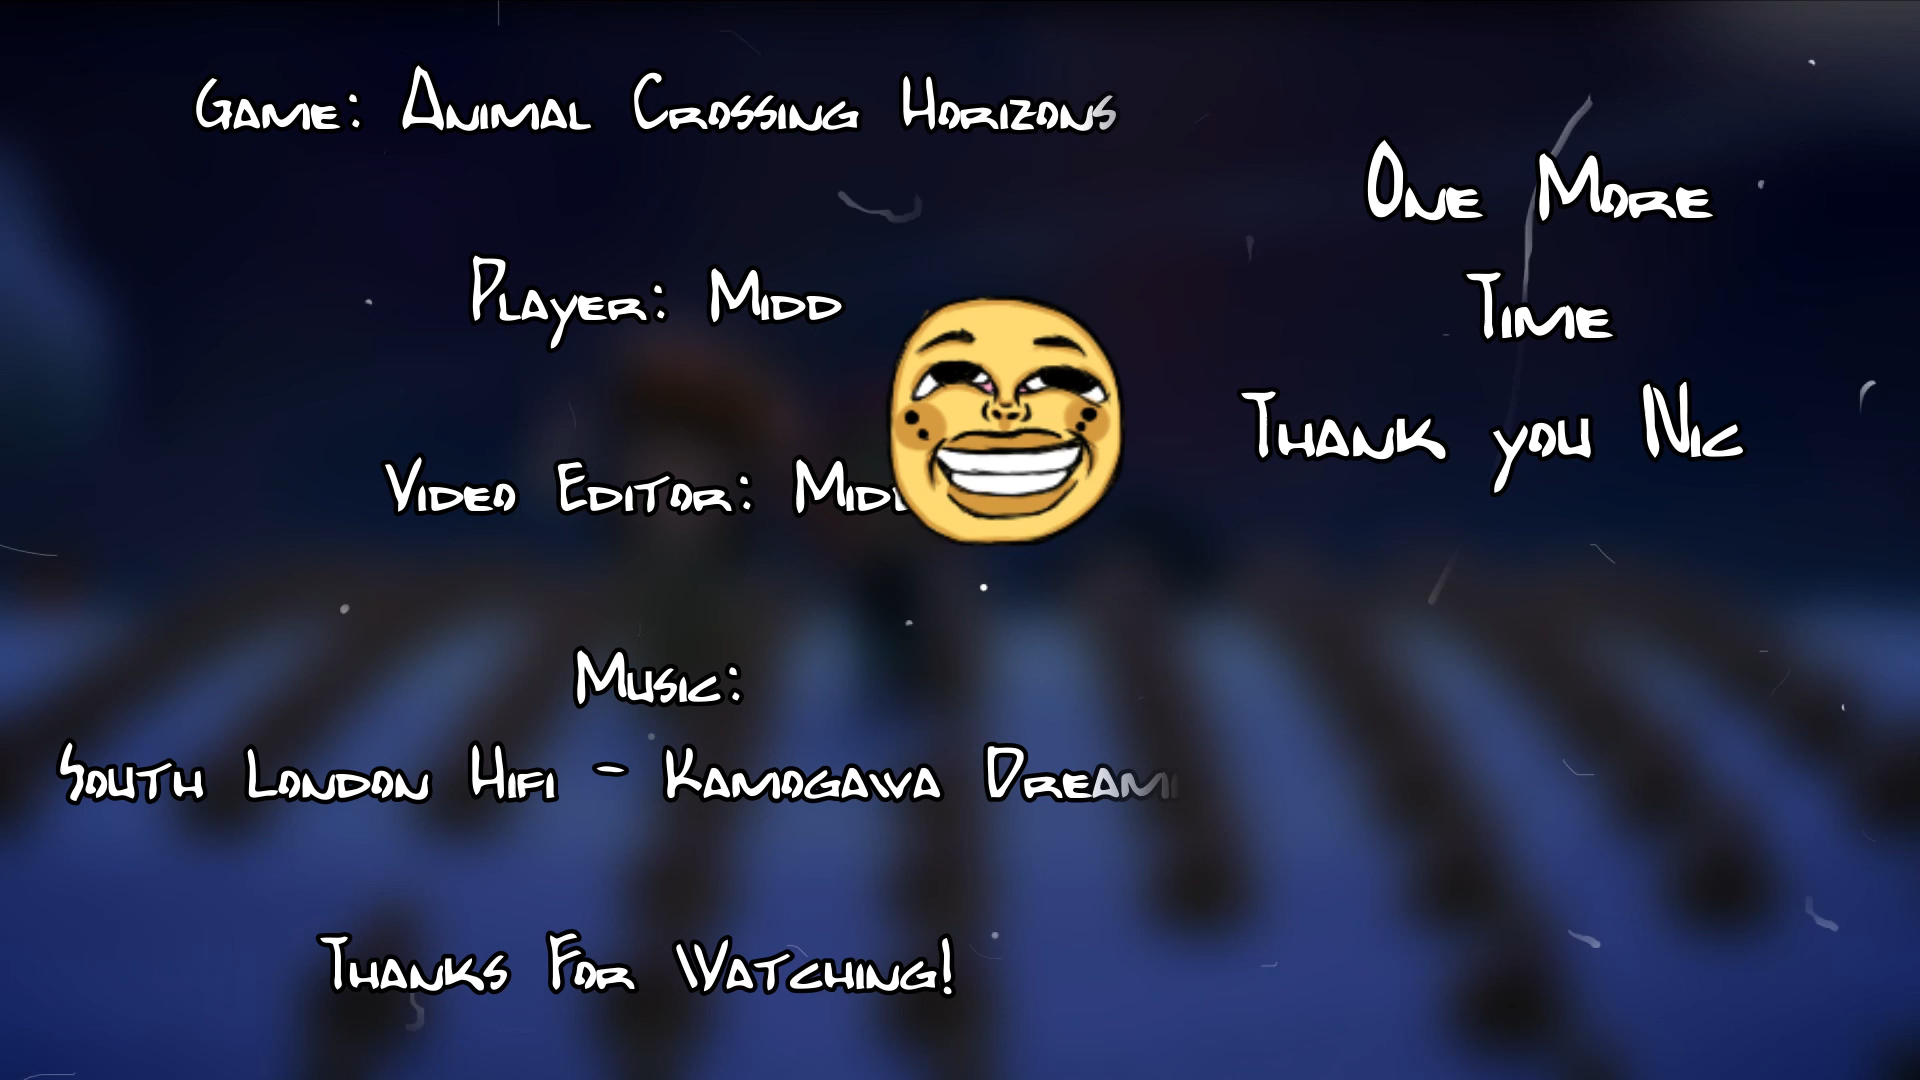 Game: Animal Crossing Horizons
Player: Midd
Video Editor:
Music:
South London Hifi - Kamogawa
Thanks For Watching!
One More
Time
Thank you Nic